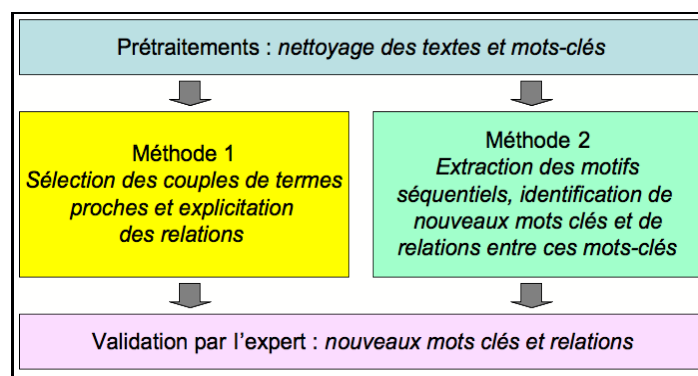 Prétraitements : nettoyage des textes et mots-clés
Méthode 1
Sélection des couples de termes
proches et explicitation
des relations
Méthode 2
Extraction des motifs
séquentiels, identification de
nouveaux mots clés et de
relations entre ces mots-clés
Validation par l'expert : nouveaux mots clés et relations